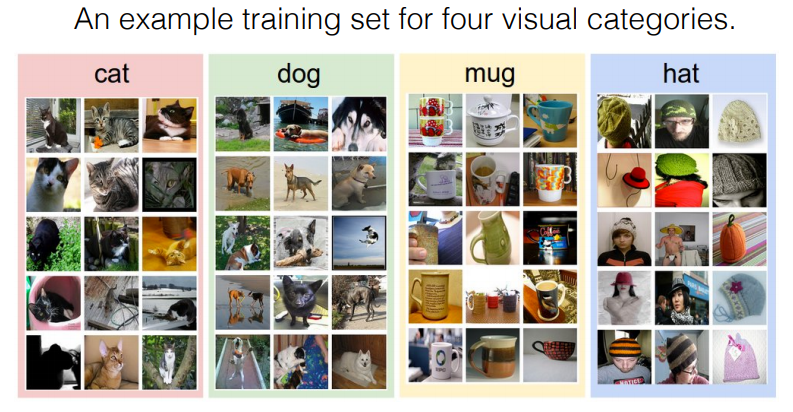 An example training set for four visual categories.
cat
dog
mug
hat